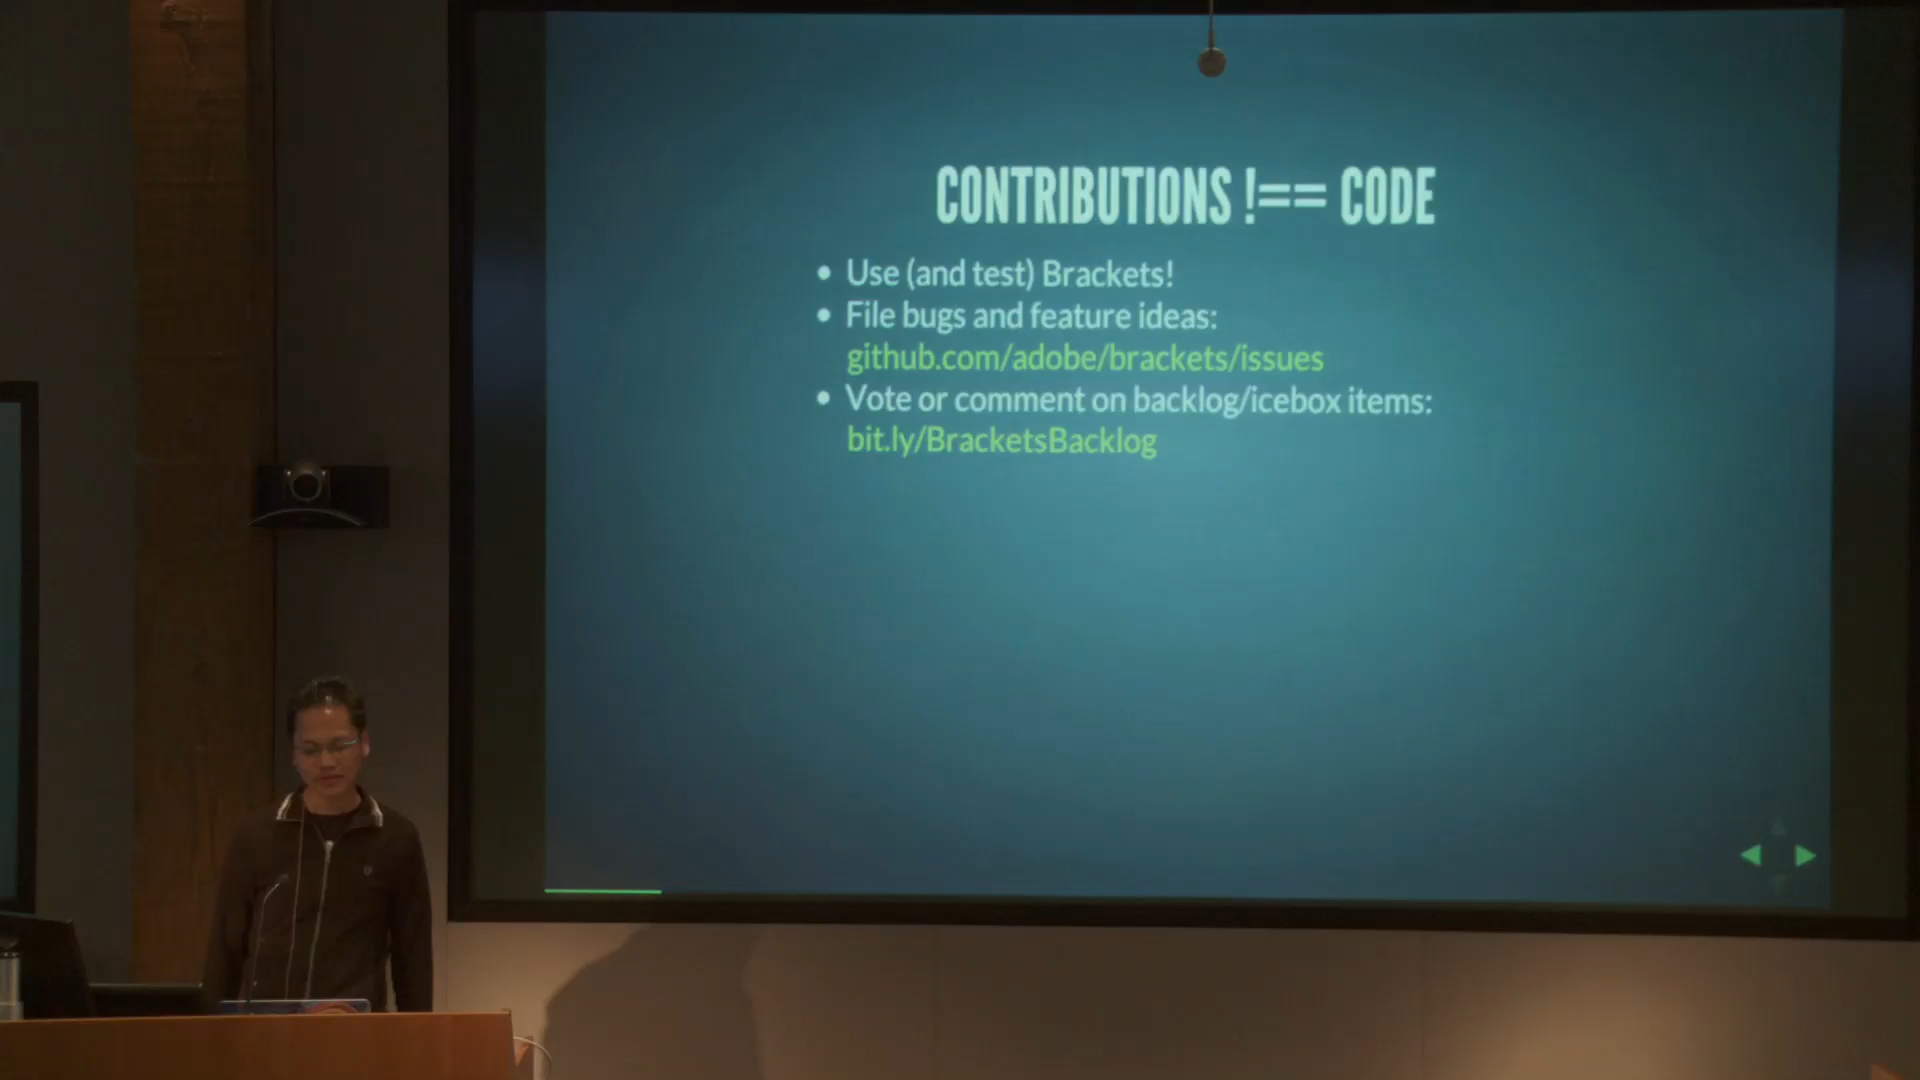 CONTRIBUTIONS !== CODE
• Use (and test) Brackets!
• File bugs and feature ideas:
github.com/adobe/brackets/issues
• Vote or comment on backlog/icebox items:
bit.ly/BracketsBacklog